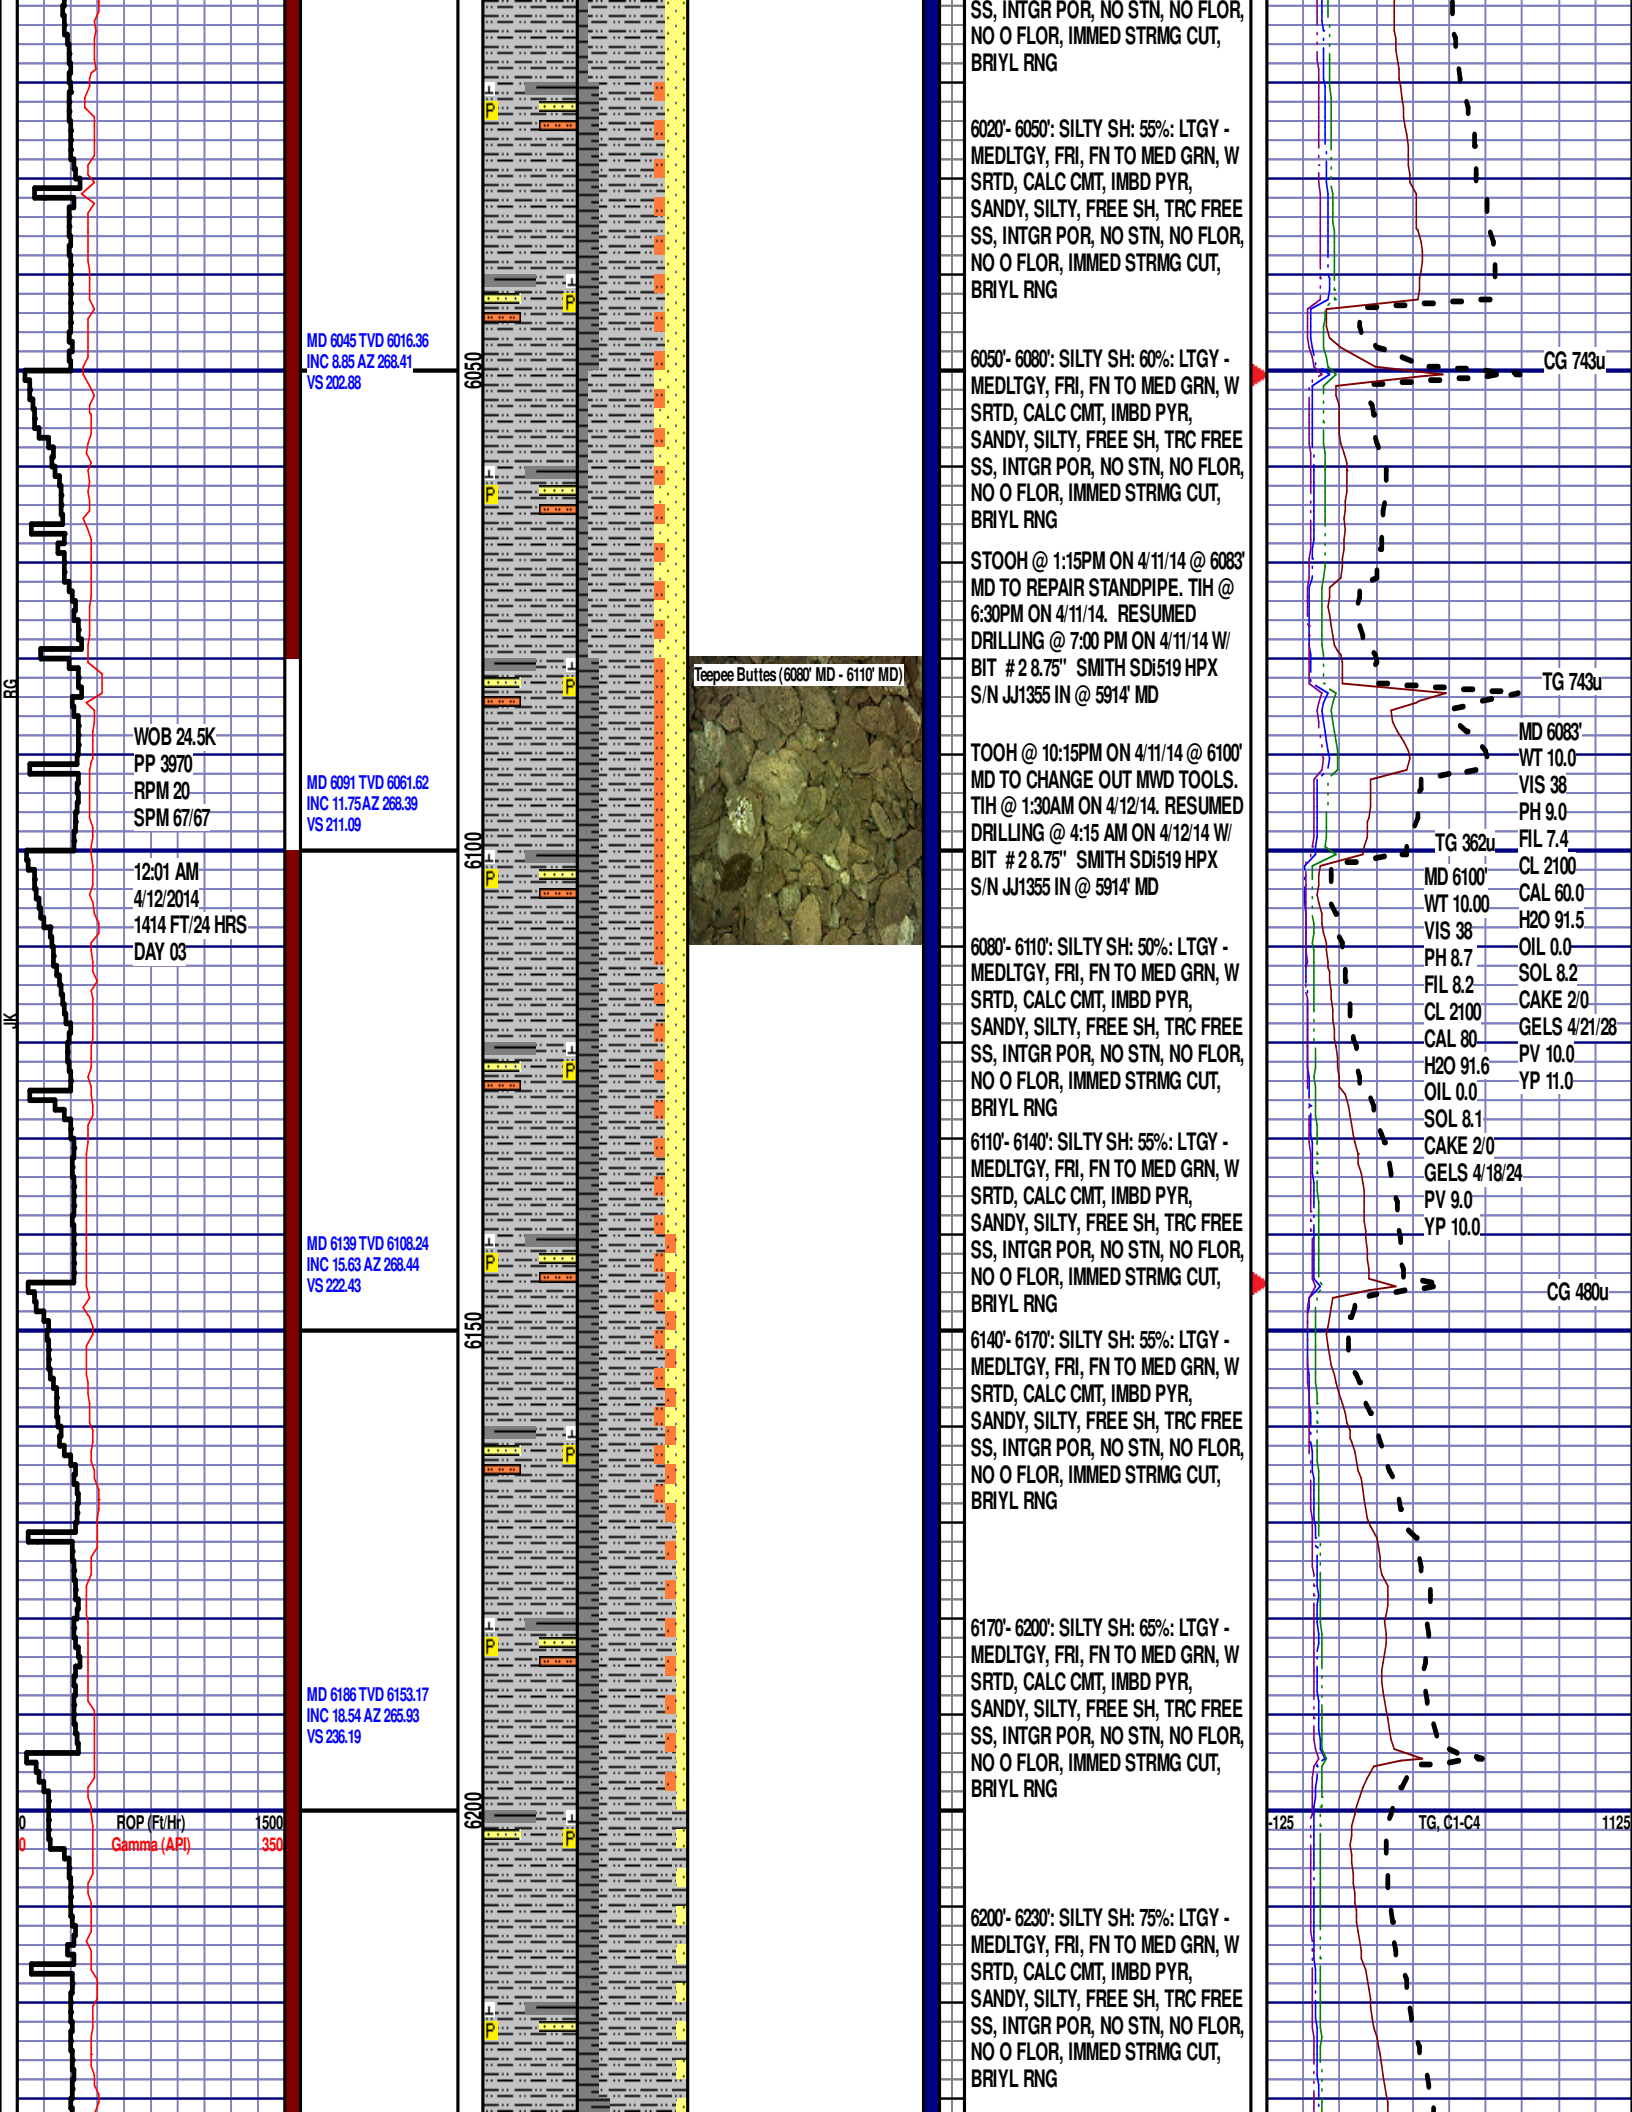 SS, INTGR POR, NO STN, NO FLOR,
NO O FLOR, IMMED STRMG CUT,
BRIYL RNG
6020'- 6050': SILTY SH: 55%: LTGY -
MEDLTGY, FRI, FN TO MED GRN, W
SRTD, CALC CMT, IMBD PYR,
SANDY, SILTY, FREE SH, TRC FREE
SS, INTGR POR, NO STN, NO FLOR,
NO O FLOR, IMMED STRMG CUT,
BRIYL RNG
6050'- 6080': SILTY SH: 60%: LTGY -
MEDLTGY, FRI, FN TO MED GRN, W
SRTD, CALC CMT, IMBD PYR,
SANDY, SILTY, FREE SH, TRC FREE
SS, INTGR POR, NO STN, NO FLOR,
NO O FLOR, IMMED STRMG CUT,
BRIYL RNG
STOOH @ 1:15PM ON 4/11/14 @ 6083'
MD TO REPAIR STANDPIPE. TIH @
6:30PM ON 4/11/14. RESUMED
DRILLING @ 7:00 PM ON 4/11/14 W/
BIT # 2 8.75" SMITH SDi519 HPX
S/N JJ1355 IN @ 5914' MD
TOOH @ 10:15PM ON 4/11/14 @ 6100'
MD TO CHANGE OUT MWD TOOLS.
TIH @ 1:30AM ON 4/12/14. RESUMED
DRILLING @ 4:15 AM ON 4/12/14 W/
BIT # 2 8.75" SMITH SDi519 HPX
S/N JJ1355 IN @ 5914' MD
6080'- 6110': SILTY SH: 50%: LTGY -
MEDLTGY, FRI, FN TO MED GRN, W
SRTD, CALC CMT, IMBD PYR,
SANDY, SILTY, FREE SH, TRC FREE
SS, INTGR POR, NO STN, NO FLOR,
NO O FLOR, IMMED STRMG CUT,
BRIYL RNG
6110'- 6140': SILTY SH: 55%: LTGY -
MEDLTGY, FRI, FN TO MED GRN, W
SRTD, CALC CMT, IMBD PYR,
SANDY, SILTY, FREE SH, TRC FREE
SS, INTGR POR, NO STN, NO FLOR,
NO O FLOR, IMMED STRMG CUT,
BRIYL RNG
6140'- 6170': SILTY SH: 55%: LTGY -
MEDLTGY, FRI, FN TO MED GRN, W
SRTD, CALC CMT, IMBD PYR,
SANDY, SILTY, FREE SH, TRC FREE
SS, INTGR POR, NO STN, NO FLOR,
NO O FLOR, IMMED STRMG CUT,
BRIYL RNG
6170'- 6200': SILTY SH: 65%: LTGY -
MEDLTGY, FRI, FN TO MED GRN, W
SRTD, CALC CMT, IMBD PYR,
SANDY, SILTY, FREE SH, TRC FREE
SS, INTGR POR, NO STN, NO FLOR,
NO O FLOR, IMMED STRMG CUT,
BRIYL RNG
6200'- 6230': SILTY SH: 75%: LTGY -
MEDLTGY, FRI, FN TO MED GRN, W
SRTD, CALC CMT, IMBD PYR,
SANDY, SILTY, FREE SH, TRC FREE
SS, INTGR POR, NO STN, NO FLOR,
NO O FLOR, IMMED STRMG CUT,
BRIYL RNG
RG
JK
WOB 24.5K
PP 3970
RPM 20
SPM 67/67
12:01 AM
4/12/2014
1414 FT/24 HRS
DAY 03
0 ROP (Ft/Hr) 1500
0 Gamma (API) 350
MD 6045 TVD 6016.36
INC 8.85 AZ 268.41
VS 202.88
MD 6091 TVD 6061.62
INC 11.75 AZ 268.39
VS 211.09
MD 6139 TVD 6108.24
INC 15.63 AZ 268.44
VS 222.43
MD 6186 TVD 6153.17
INC 18.54 AZ 265.93
VS 236.19
6050
6100
6150
6200
P
P
P
P
P
P
P
P
P
P
P
Teepee Buttes (6080' MD - 6110' MD)
CG 743u
TG 743u
MD 6083'
WT 10.0
VIS 38
PH 9.0
FIL 7.4
CL 2100
CAL 60.0
H2O 91.5
OIL 0.0
SOL 8.2
CAKE 2/0
GELS 4/21/28
PV 10.0
YP 11.0
TG 362u
MD 6100'
WT 10.00
VIS 38
PH 8.7
FIL 8.2
CL 2100
CAL 80
H2O 91.6
OIL 0.0
SOL 8.1
CAKE 2/0
GELS 4/18/24
PV 9.0
YP 10.0
CG 480u
-125 TG, C1-C4 1125